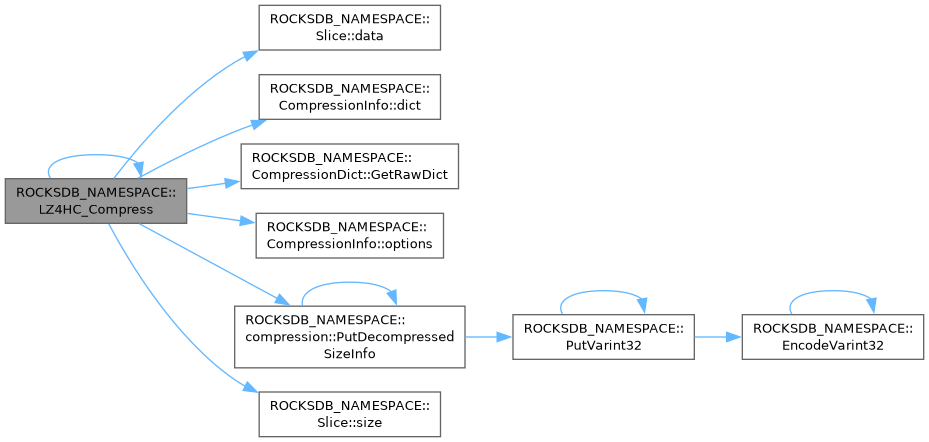 ROCKSDB_NAMESPACE::
LZ4HC_Compress
ROCKSDB_NAMESPACE::
Slice::data
ROCKSDB_NAMESPACE::
CompressionInfo::dict
ROCKSDB_NAMESPACE::
CompressionDict::GetRawDict
ROCKSDB_NAMESPACE::
CompressionInfo::options
ROCKSDB_NAMESPACE::
compression::PutDecompressed
SizeInfo
ROCKSDB_NAMESPACE::
PutVarint32
ROCKSDB_NAMESPACE::
EncodeVarint32
ROCKSDB_NAMESPACE::
Slice::size